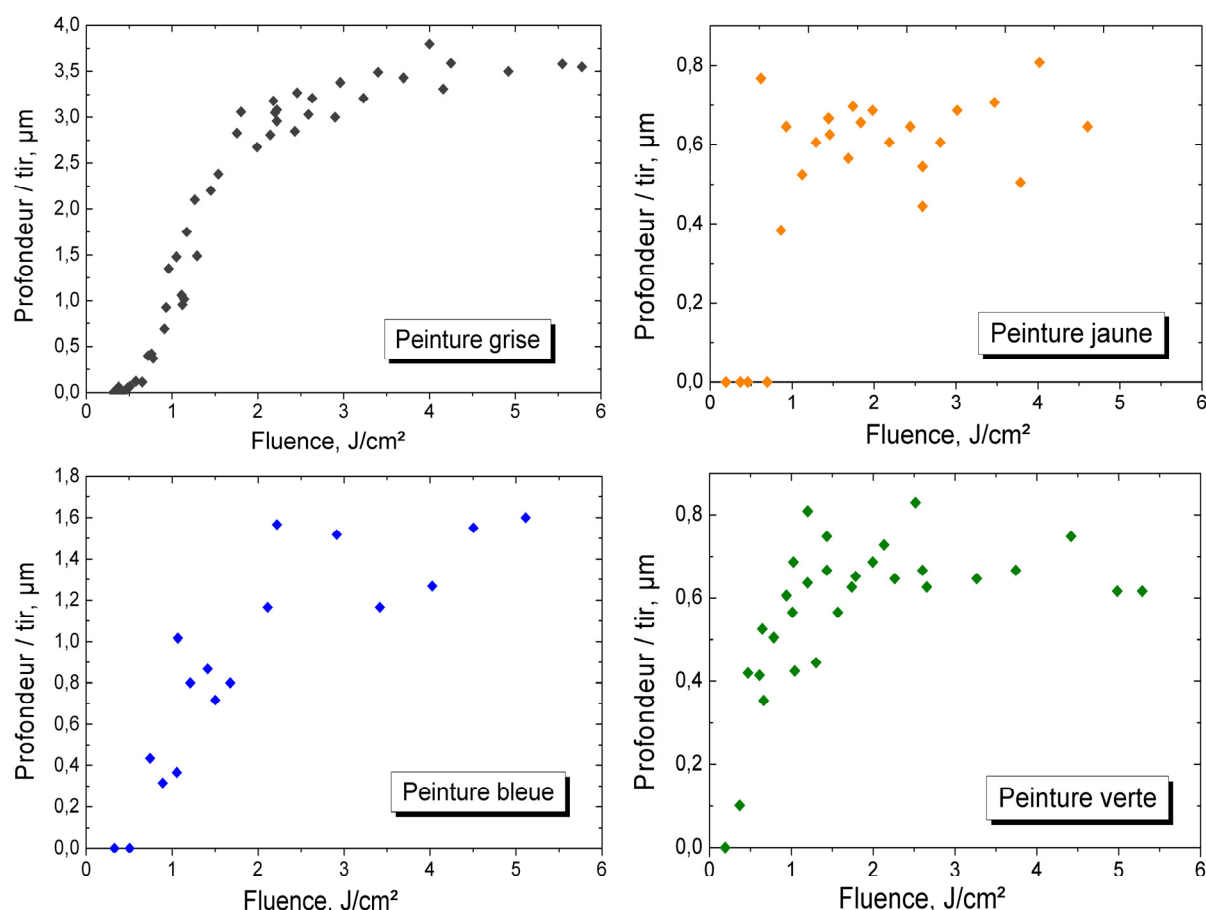 Profondeur / tir, µm
4,0
3,5
3,0
2,5
2,0
1,5
1,0
0,5
0,0
Peinture grise
0 1 2 3 4 5 6
Fluence, J/cm²
Profondeur / tir, µm
0,8
0,6
0,4
0,2
0,0
Peinture jaune
0 1 2 3 4 5 6
Fluence, J/cm²
Profondeur / tir, µm
1,8
1,6
1,4
1,2
1,0
0,8
0,6
0,4
0,2
0,0
Peinture bleue
0 1 2 3 4 5 6
Fluence, J/cm²
Profondeur / tir, µm
0,8
0,6
0,4
0,2
0,0
Peinture verte
0 1 2 3 4 5 6
Fluence, J/cm²